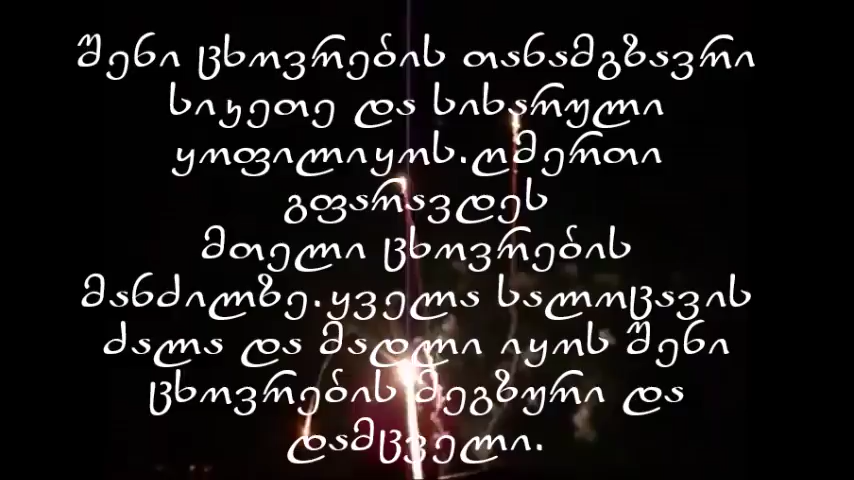 შენი ცხოვრების თანამგზავრი
სიკეთე და სიხარული
ყოფილიყოს.ღმერთი
გფარავდეს
მთელი ცხოვრების
მანძილზე.ყველა სალოცავის
ძალა და მადლი იყოს შენი
ცხოვრების მეგზური და
დამცველი.